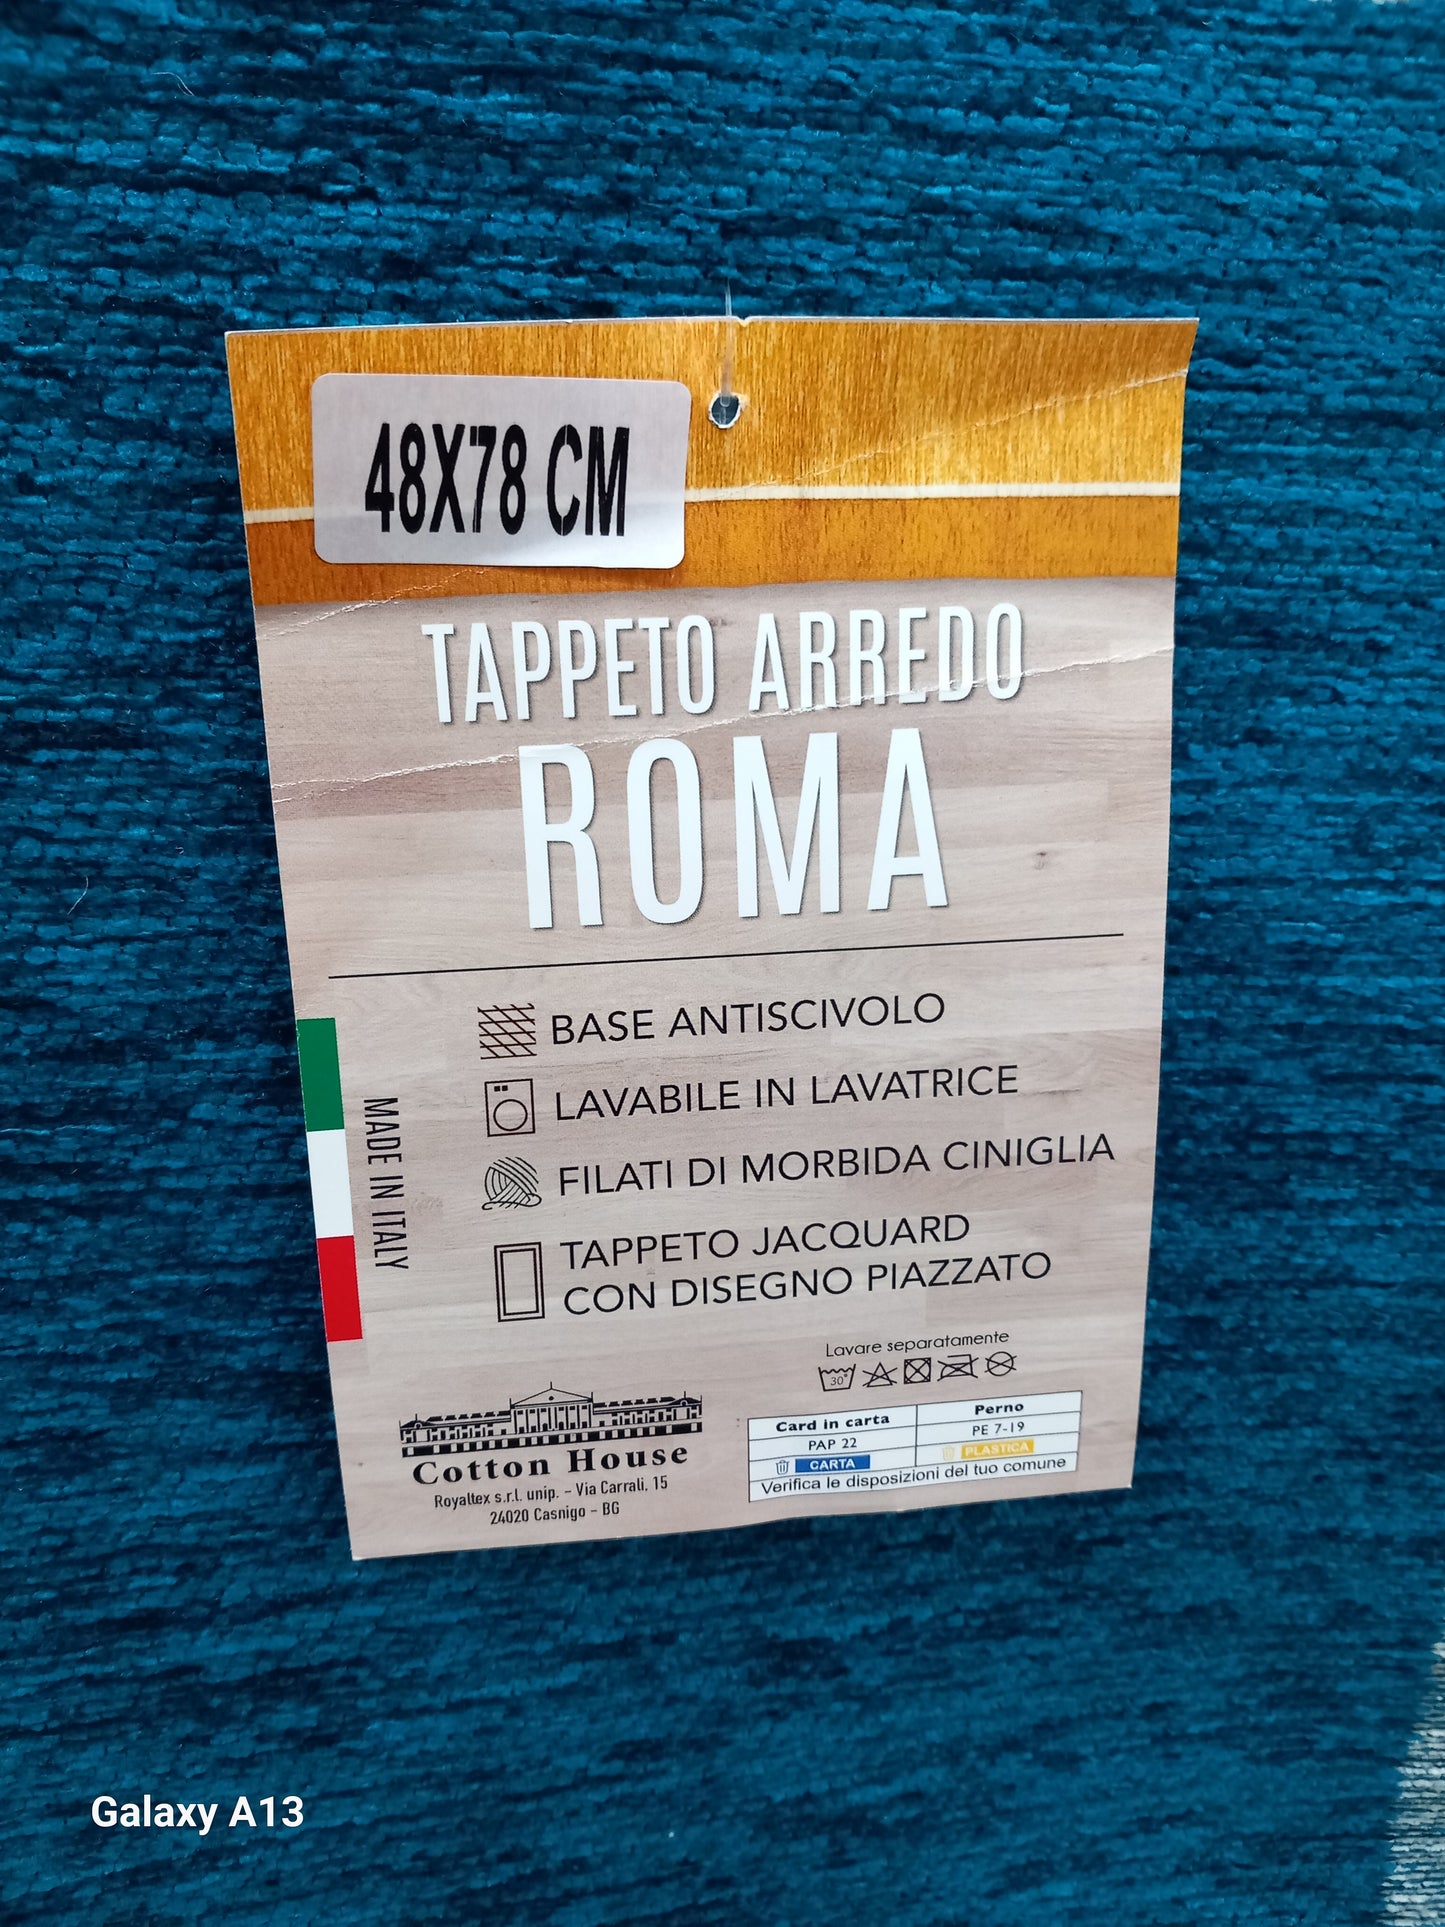 48X78 CM
TAPPETO ARREDO
ROMA
BASE ANTISCIVOLO
LAVABILE IN LAVATRICE
FILATI DI MORBIDA CINIGLIA
TAPPETO JACQUARD
CON DISEGNO PIAZZATO
MADE IN ITALY
Lavare separatamente
30°
Cotton House
Royaltex s.r.l. unip. - Via Carrali, 15
24020 Casnigo - BG
Card in carta Perno
PAP 22 PE 7-19
CARTA PLASTICA
Verifica le disposizioni del tuo comune
Galaxy A13